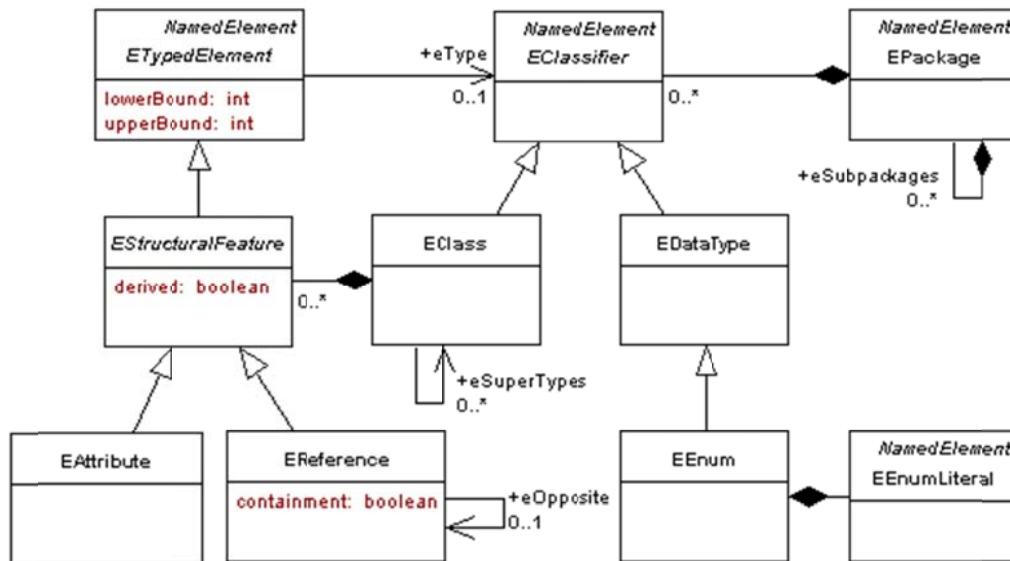 NamedElement
ETypedElement
lowerBound: int
upperBound: int
+eType
0..1
NamedElement
EClassifier
0..*
NamedElement
EPackage
+eSubpackages
0..*
EStructuralFeature
derived: boolean
0..*
EClass
+eSuperTypes
0..*
EDataType
EAttribute
EReference
containment: boolean
+eOpposite
0..1
EEnum
NamedElement
EEnumLiteral